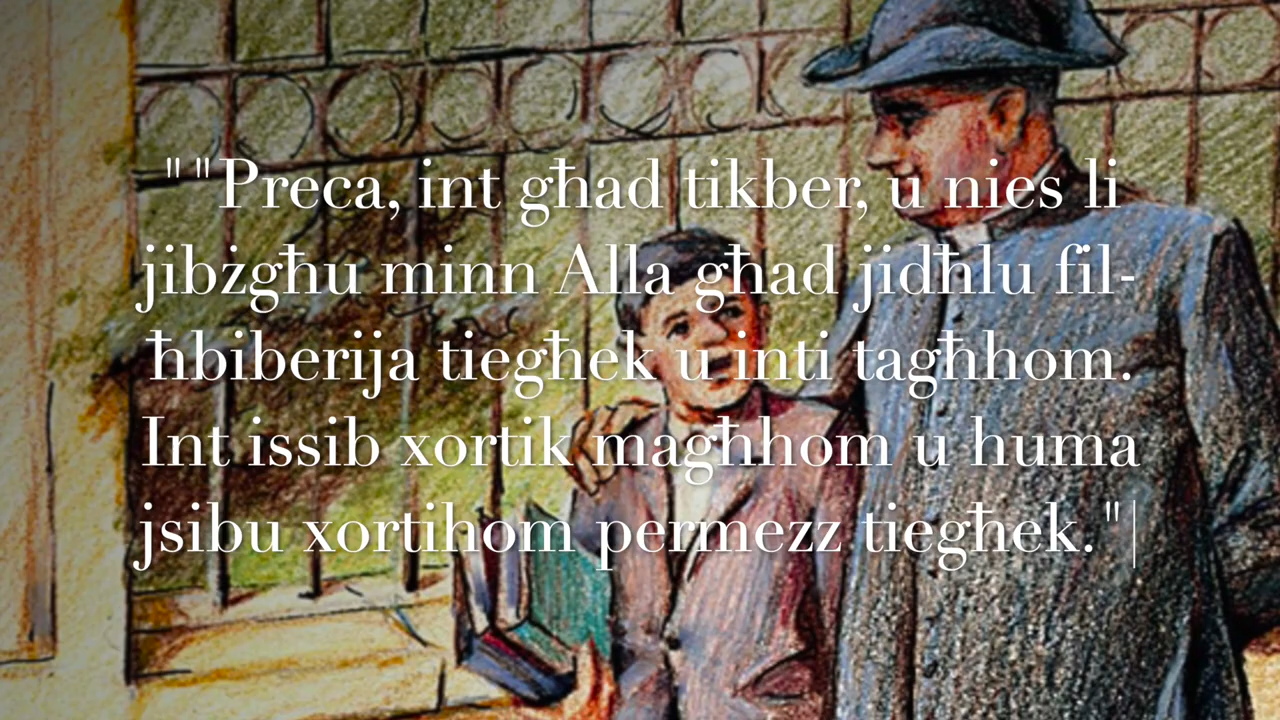 ""Preca, int għad tikber, u nies li
jibżgħu minn Alla għad jidħlu fil-
ħbiberija tiegħek u inti tagħhom.
Int issib xortik magħhom u huma
jsibu xortihom permezz tiegħek."|